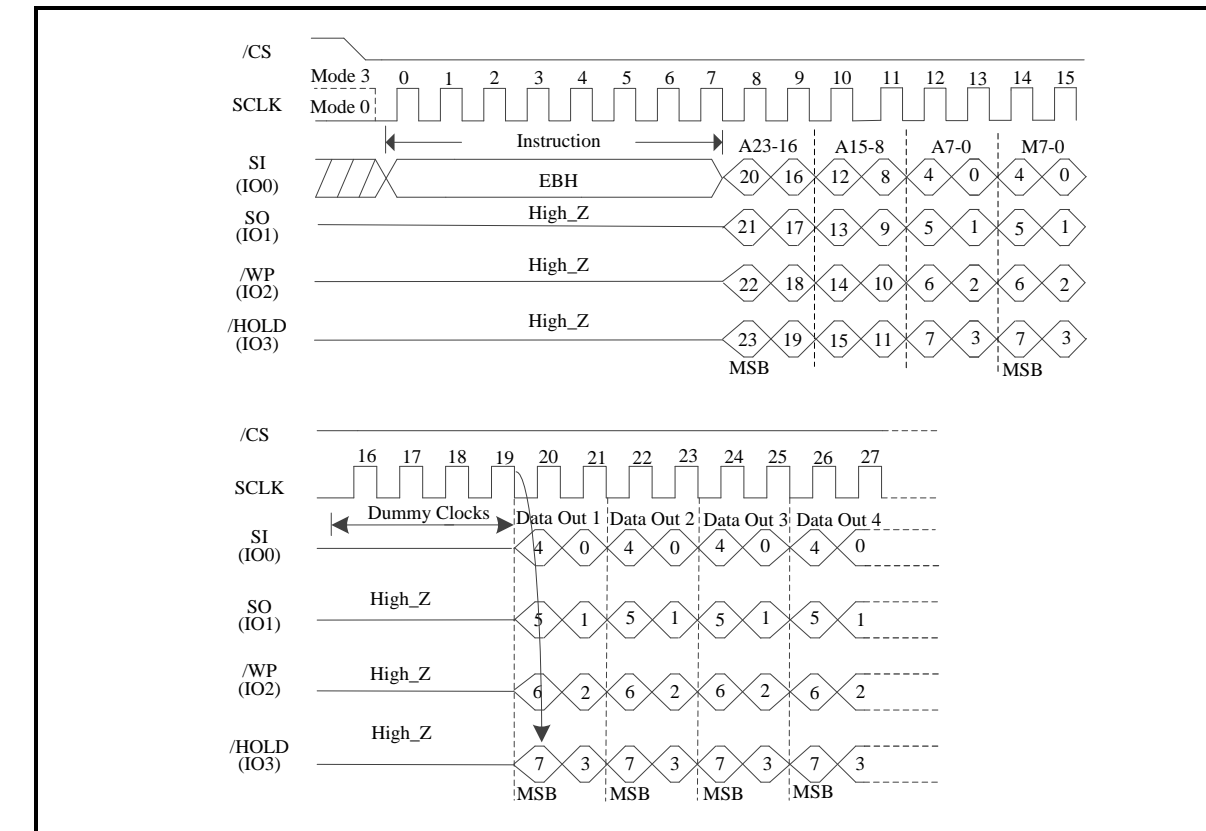 /CS
Mode 3 0 1 2 3 4 5 6 7 8 9 10 11 12 13 14 15
SCLK Mode 0
Instruction A23-16 A15-8 A7-0 M7-0
SI
(IO0) EBH 20 16 12 8 4 0 4 0
SO
(IO1) High_Z 21 17 13 9 5 1 5 1
/WP
(IO2) High_Z 22 18 14 10 6 2 6 2
/HOLD
(IO3) High_Z 23 19 15 11 7 3 7 3
MSB MSB
/CS
16 17 18 19 20 21 22 23 24 25 26 27
SCLK
Dummy Clocks Data Out 1 Data Out 2 Data Out 3 Data Out 4
SI
(IO0) 4 0 4 0 4 0 4 0
SO
(IO1) High_Z 5 1 5 1 5 1 5 1
/WP
(IO2) High_Z 6 2 6 2 6 2 6 2
/HOLD
(IO3) High_Z 7 3 7 3 7 3 7 3
MSB MSB MSB MSB